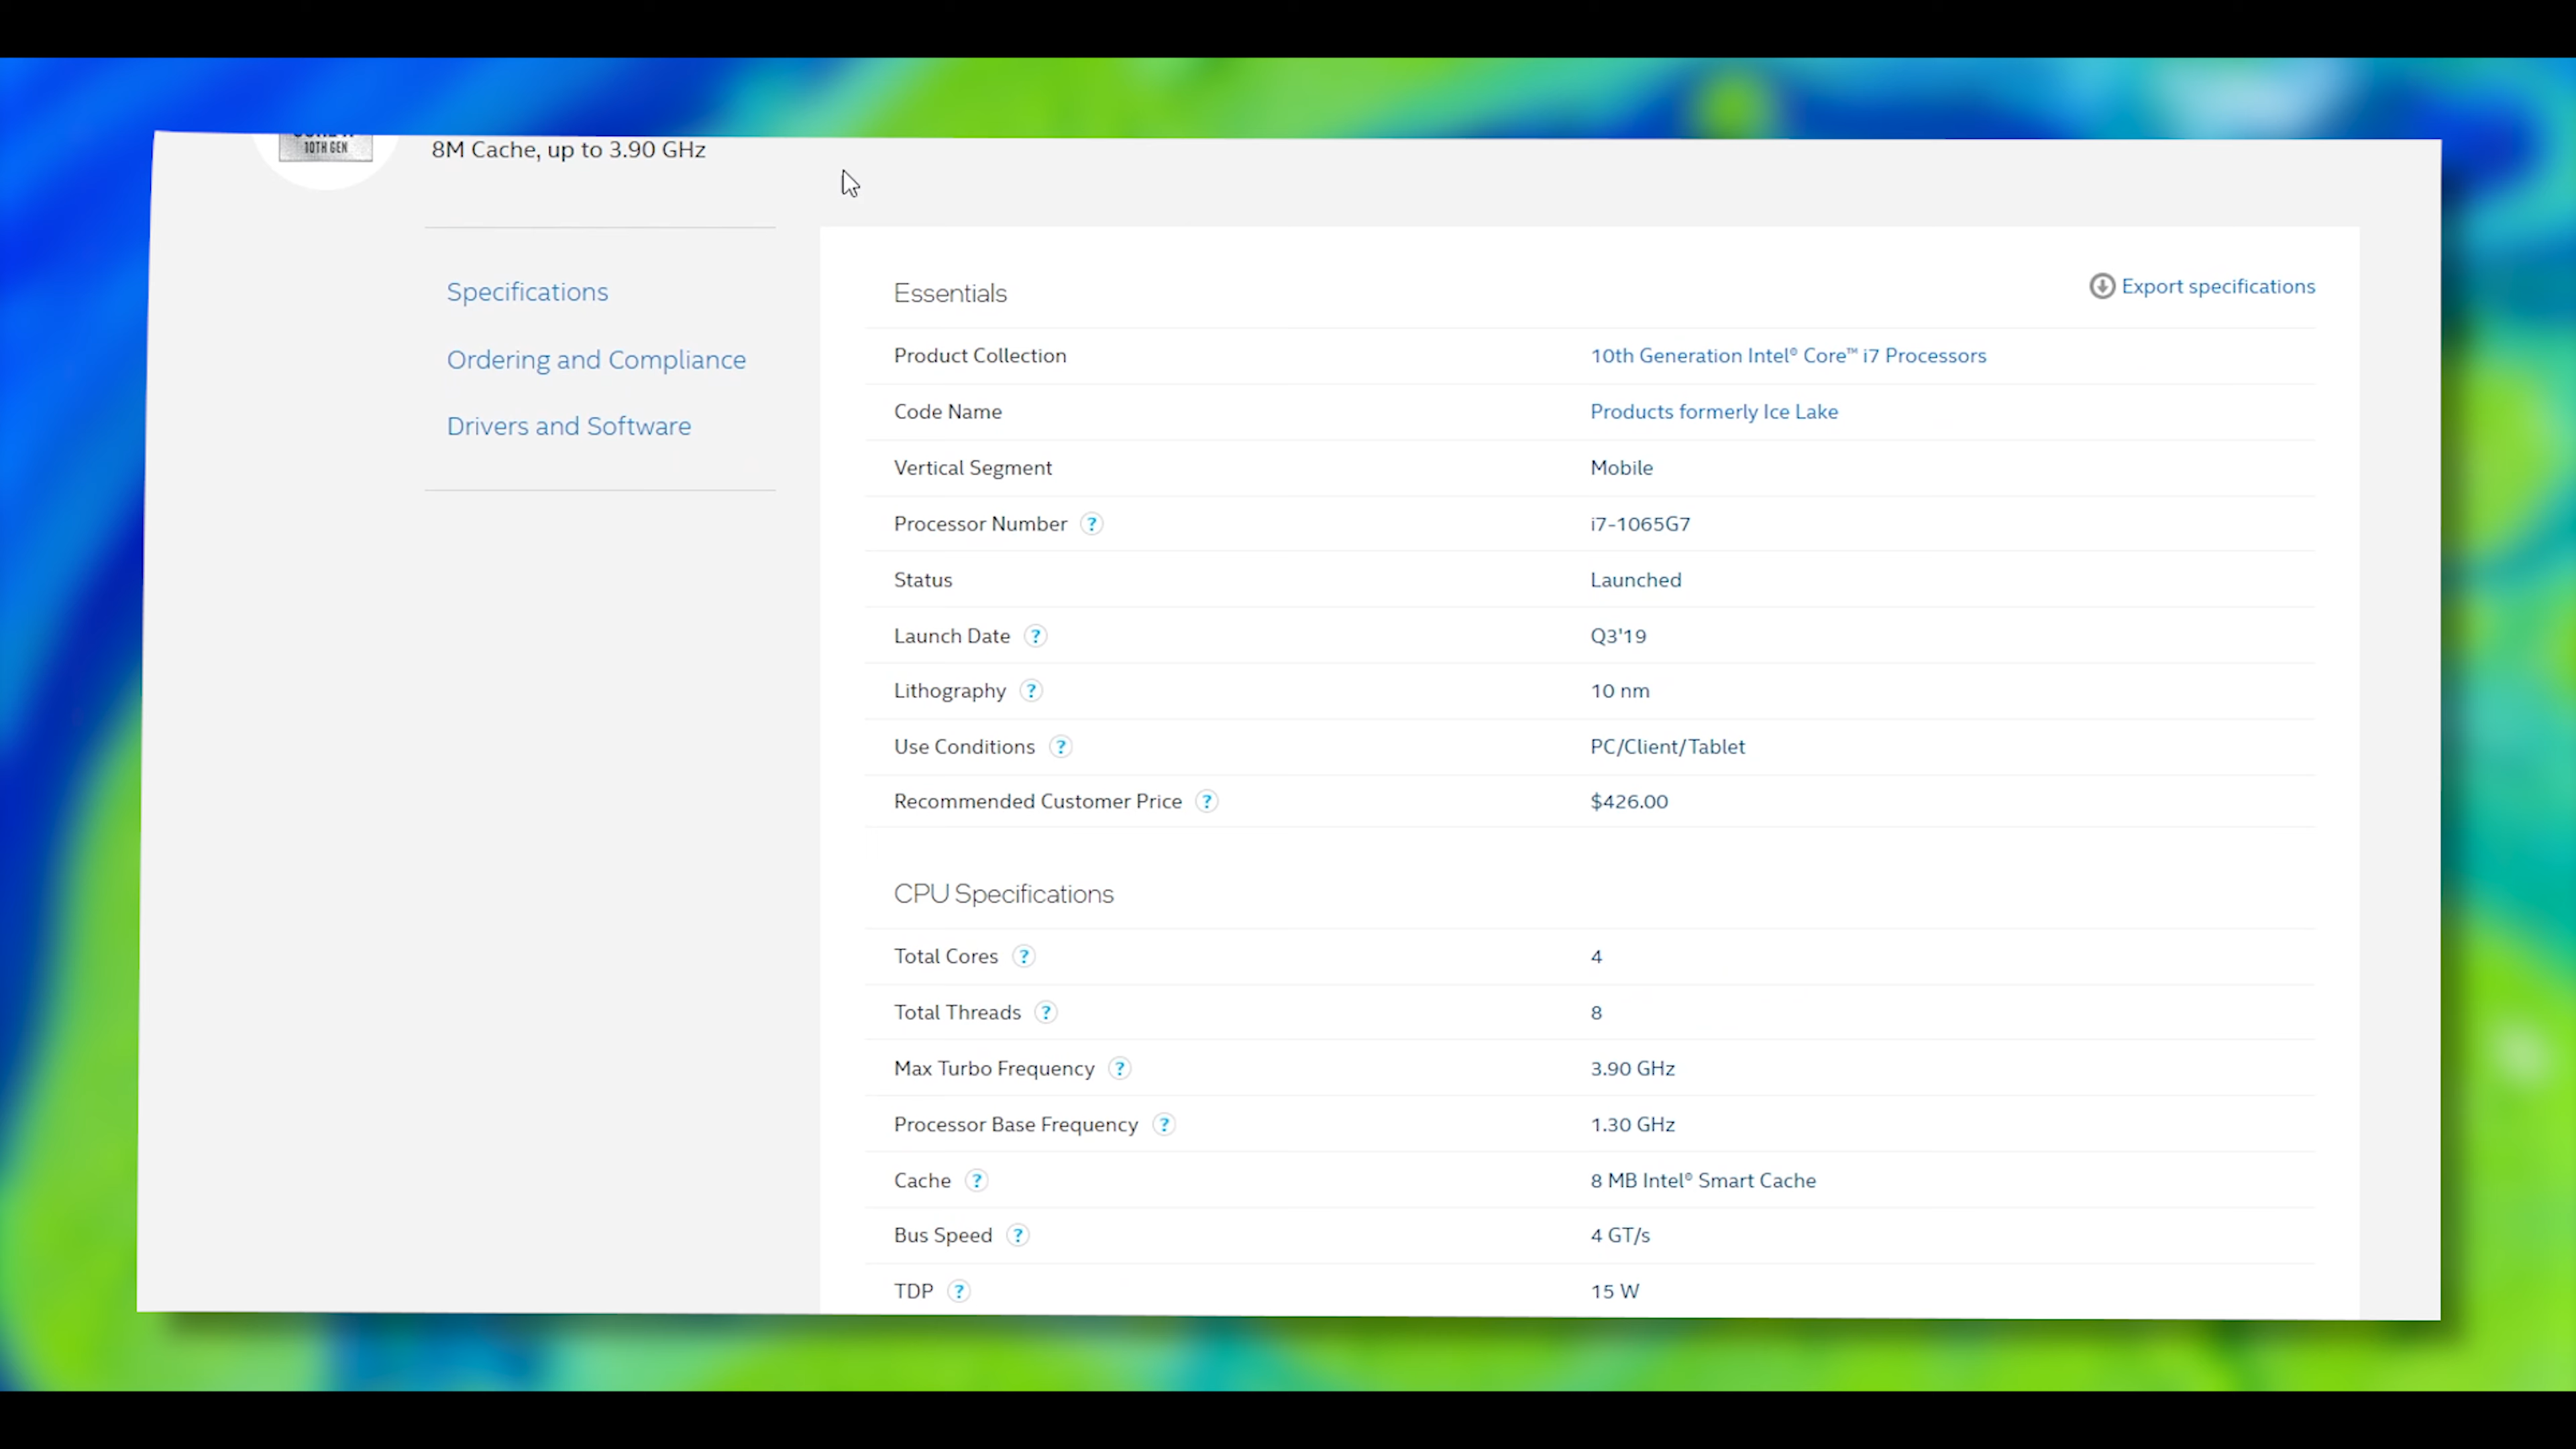 10TH GEN
8M Cache, up to 3.90 GHz
Specifications
Ordering and Compliance
Drivers and Software
Essentials
Export specifications
Product Collection 10th Generation Intel® Core™ i7 Processors
Code Name Products formerly Ice Lake
Vertical Segment Mobile
Processor Number ? i7-1065G7
Status Launched
Launch Date ? Q3'19
Lithography ? 10 nm
Use Conditions ? PC/Client/Tablet
Recommended Customer Price ? $426.00
CPU Specifications
Total Cores ? 4
Total Threads ? 8
Max Turbo Frequency ? 3.90 GHz
Processor Base Frequency ? 1.30 GHz
Cache ? 8 MB Intel® Smart Cache
Bus Speed ? 4 GT/s
TDP ? 15 W